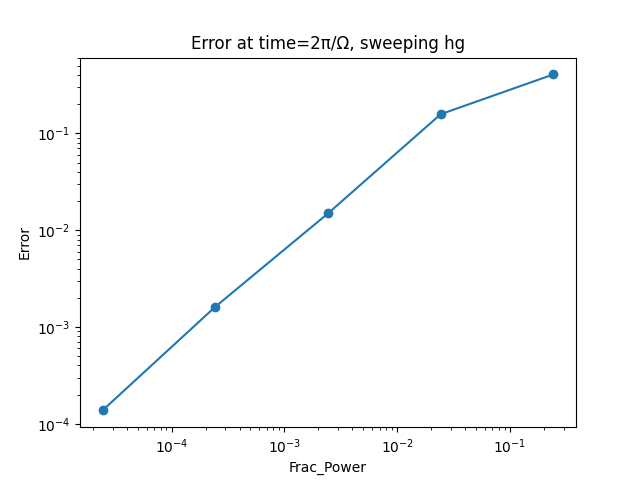 Error at time=2π/Ω, sweeping hg
Error
10⁻¹
10⁻²
10⁻³
10⁻⁴
10⁻⁴ 10⁻³ 10⁻² 10⁻¹
Frac_Power